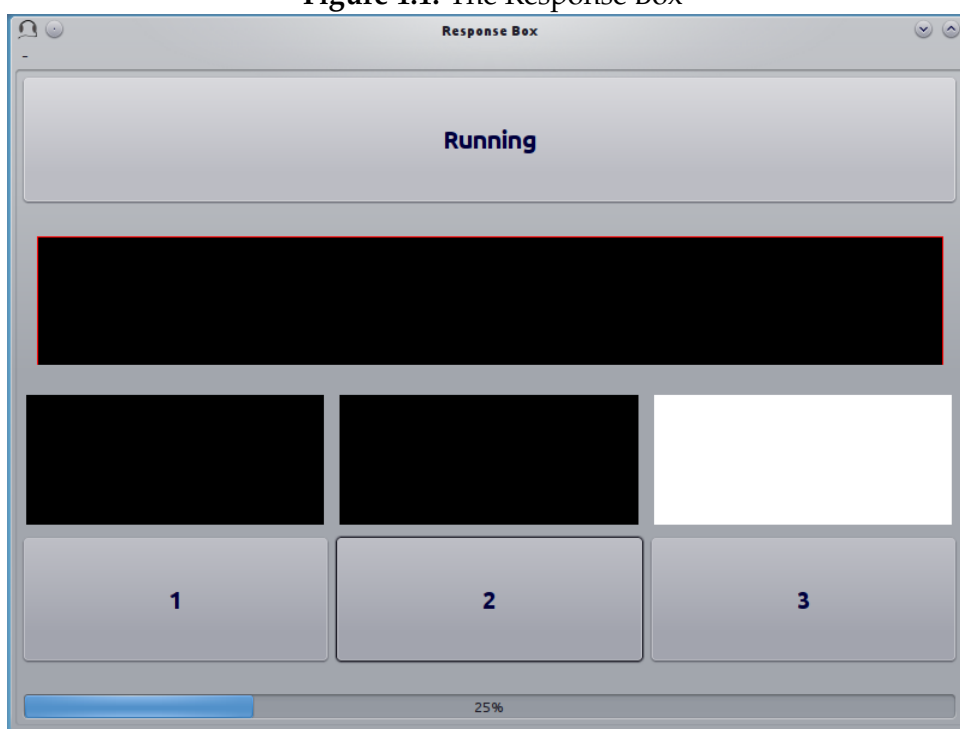 Figure 1.1: The Response Box
Response Box
-
Running
1 2 3
25%